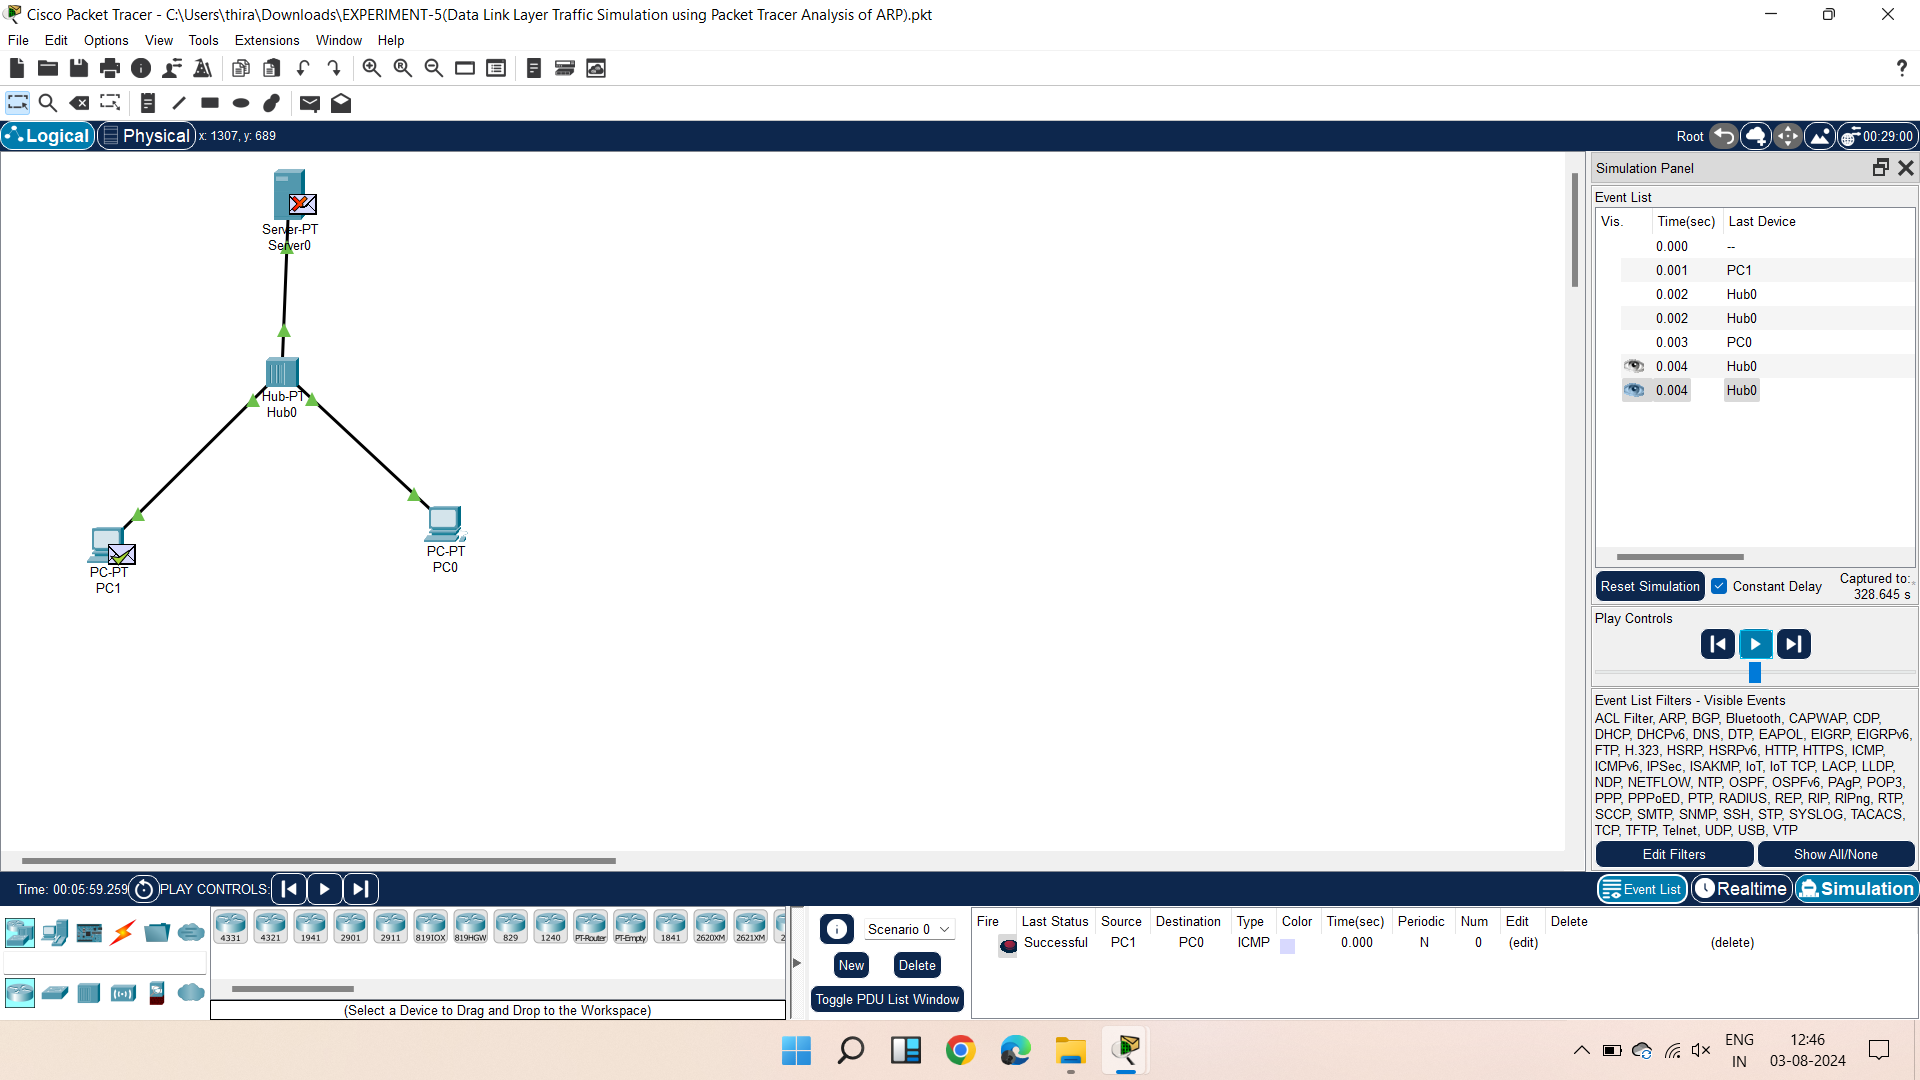 Cisco Packet Tracer - C:\Users\thira\Downloads\EXPERIMENT-5(Data Link Layer Traffic Simulation using Packet Tracer Analysis of ARP).pkt
File Edit Options View Tools Extensions Window Help
?
Logical Physical x: 1307, y: 689 Root 00:29:00
Server-PT
Server0
Hub-PT
Hub0
PC-PT
PC1
PC-PT
PC0
Simulation Panel
Event List
Vis. Time(sec) Last Device
0.000 --
0.001 PC1
0.002 Hub0
0.002 Hub0
0.003 PC0
0.004 Hub0
0.004 Hub0
Reset Simulation Constant Delay Captured to:
328.645 s
Play Controls
Event List Filters - Visible Events
ACL Filter, ARP, BGP, Bluetooth, CAPWAP, CDP,
DHCP, DHCPv6, DNS, DTP, EAPOL, EIGRP, EIGRPv6,
FTP, H.323, HSRP, HSRPv6, HTTP, HTTPS, ICMP,
ICMPv6, IPSec, ISAKMP, IoT, IoT TCP, LACP, LLDP,
NDP, NETFLOW, NTP, OSPF, OSPFv6, PAgP, POP3,
PPP, PPPoED, PTP, RADIUS, REP, RIP, RIPng, RTP,
SCCP, SMTP, SNMP, SSH, STP, SYSLOG, TACACS,
TCP, TFTP, Telnet, UDP, USB, VTP
Edit Filters Show All/None
Time: 00:05:59.259 PLAY CONTROLS: Event List Realtime Simulation
4331 4321 1941 2901 2911 819IOX 819HGW 829 1240 PT-Router PT-Empty 1841 2620XM 2621XM 2
(Select a Device to Drag and Drop to the Workspace)
Scenario 0
New Delete
Toggle PDU List Window
Fire Last Status Source Destination Type Color Time(sec) Periodic Num Edit Delete
Successful PC1 PC0 ICMP 0.000 N 0 (edit) (delete)
ENG
IN
12:46
03-08-2024